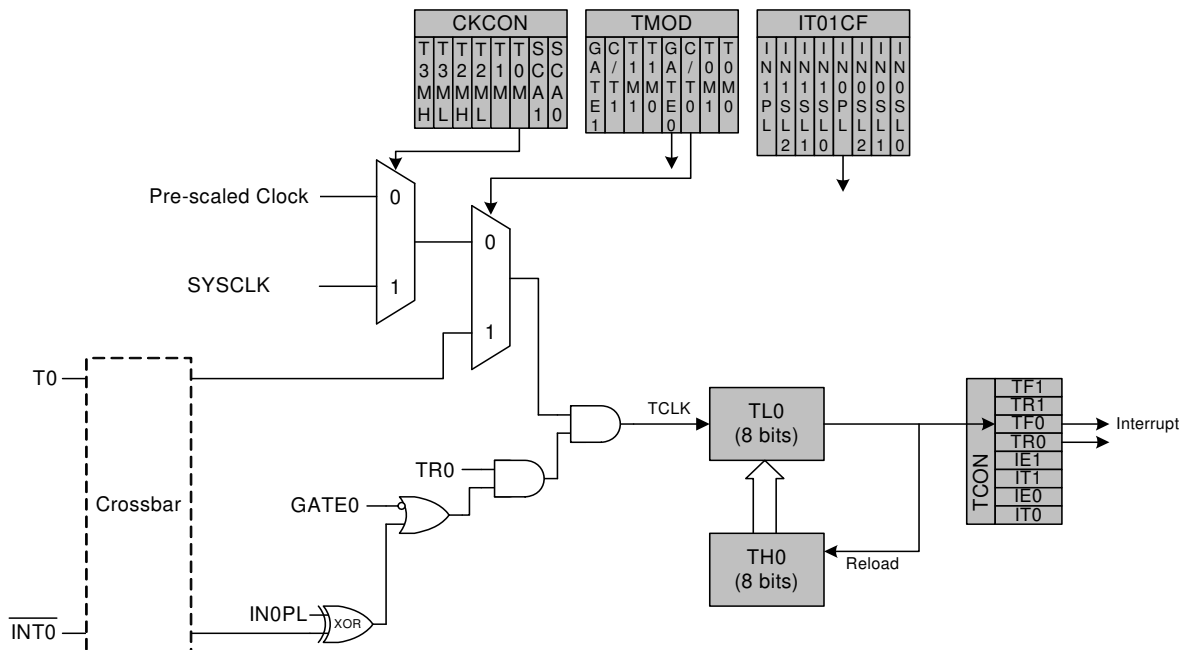 CKCON
T3MH T3ML T2MH T2ML T1M T0M SCA1 SCA0
TMOD
GATE1 C/T1 T1M1 T1M0 GATE0 C/T0 T0M1 T0M0
IT01CF
IN1PL IN1SL2 IN1SL1 IN1SL0 IN0PL IN0SL2 IN0SL1 IN0SL0
Pre-scaled Clock
0
SYSCLK
1
0
1
T0
Crossbar
INT0
GATE0
TR0
IN0PL
XOR
TCLK
TL0
(8 bits)
TH0
(8 bits)
Reload
TCON
TF1
TR1
TF0
TR0
IE1
IT1
IE0
IT0
Interrupt